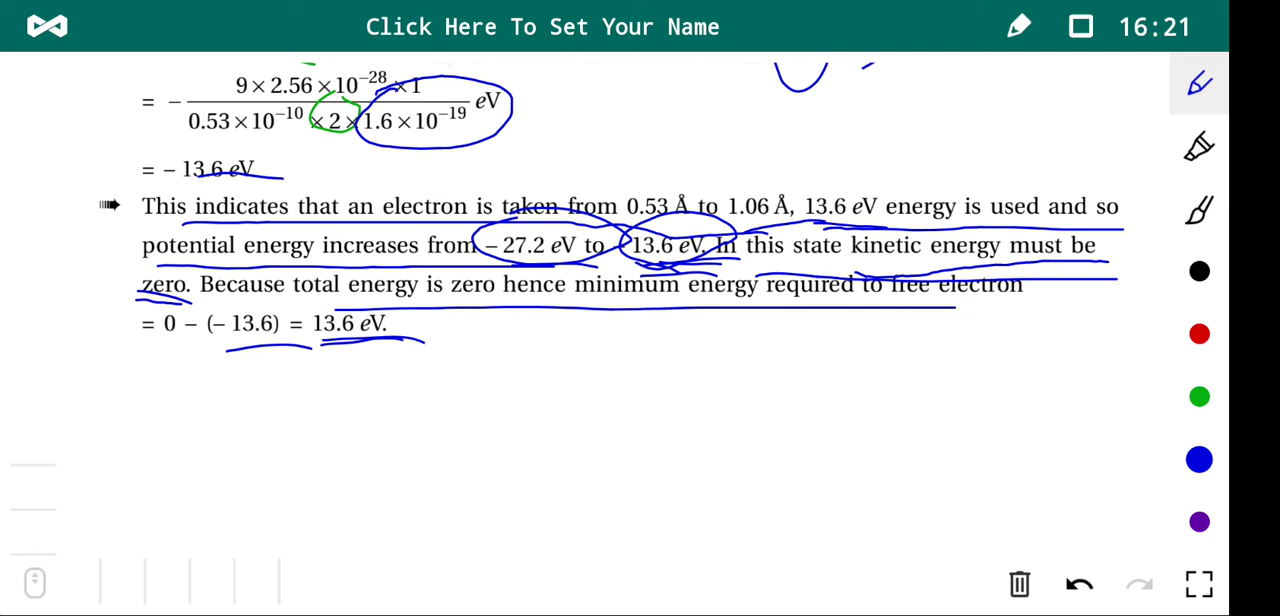 Click Here To Set Your Name
16:21
= − 9 × 2.56 × 10⁻²⁸ × 1 / 0.53 × 10⁻¹⁰ × 2 × 1.6 × 10⁻¹⁹ eV
= − 13.6 eV
➠ This indicates that an electron is taken from 0.53 Å to 1.06 Å, 13.6 eV energy is used and so
potential energy increases from − 27.2 eV to − 13.6 eV. In this state kinetic energy must be
zero. Because total energy is zero hence minimum energy required to free electron
= 0 − (− 13.6) = 13.6 eV.